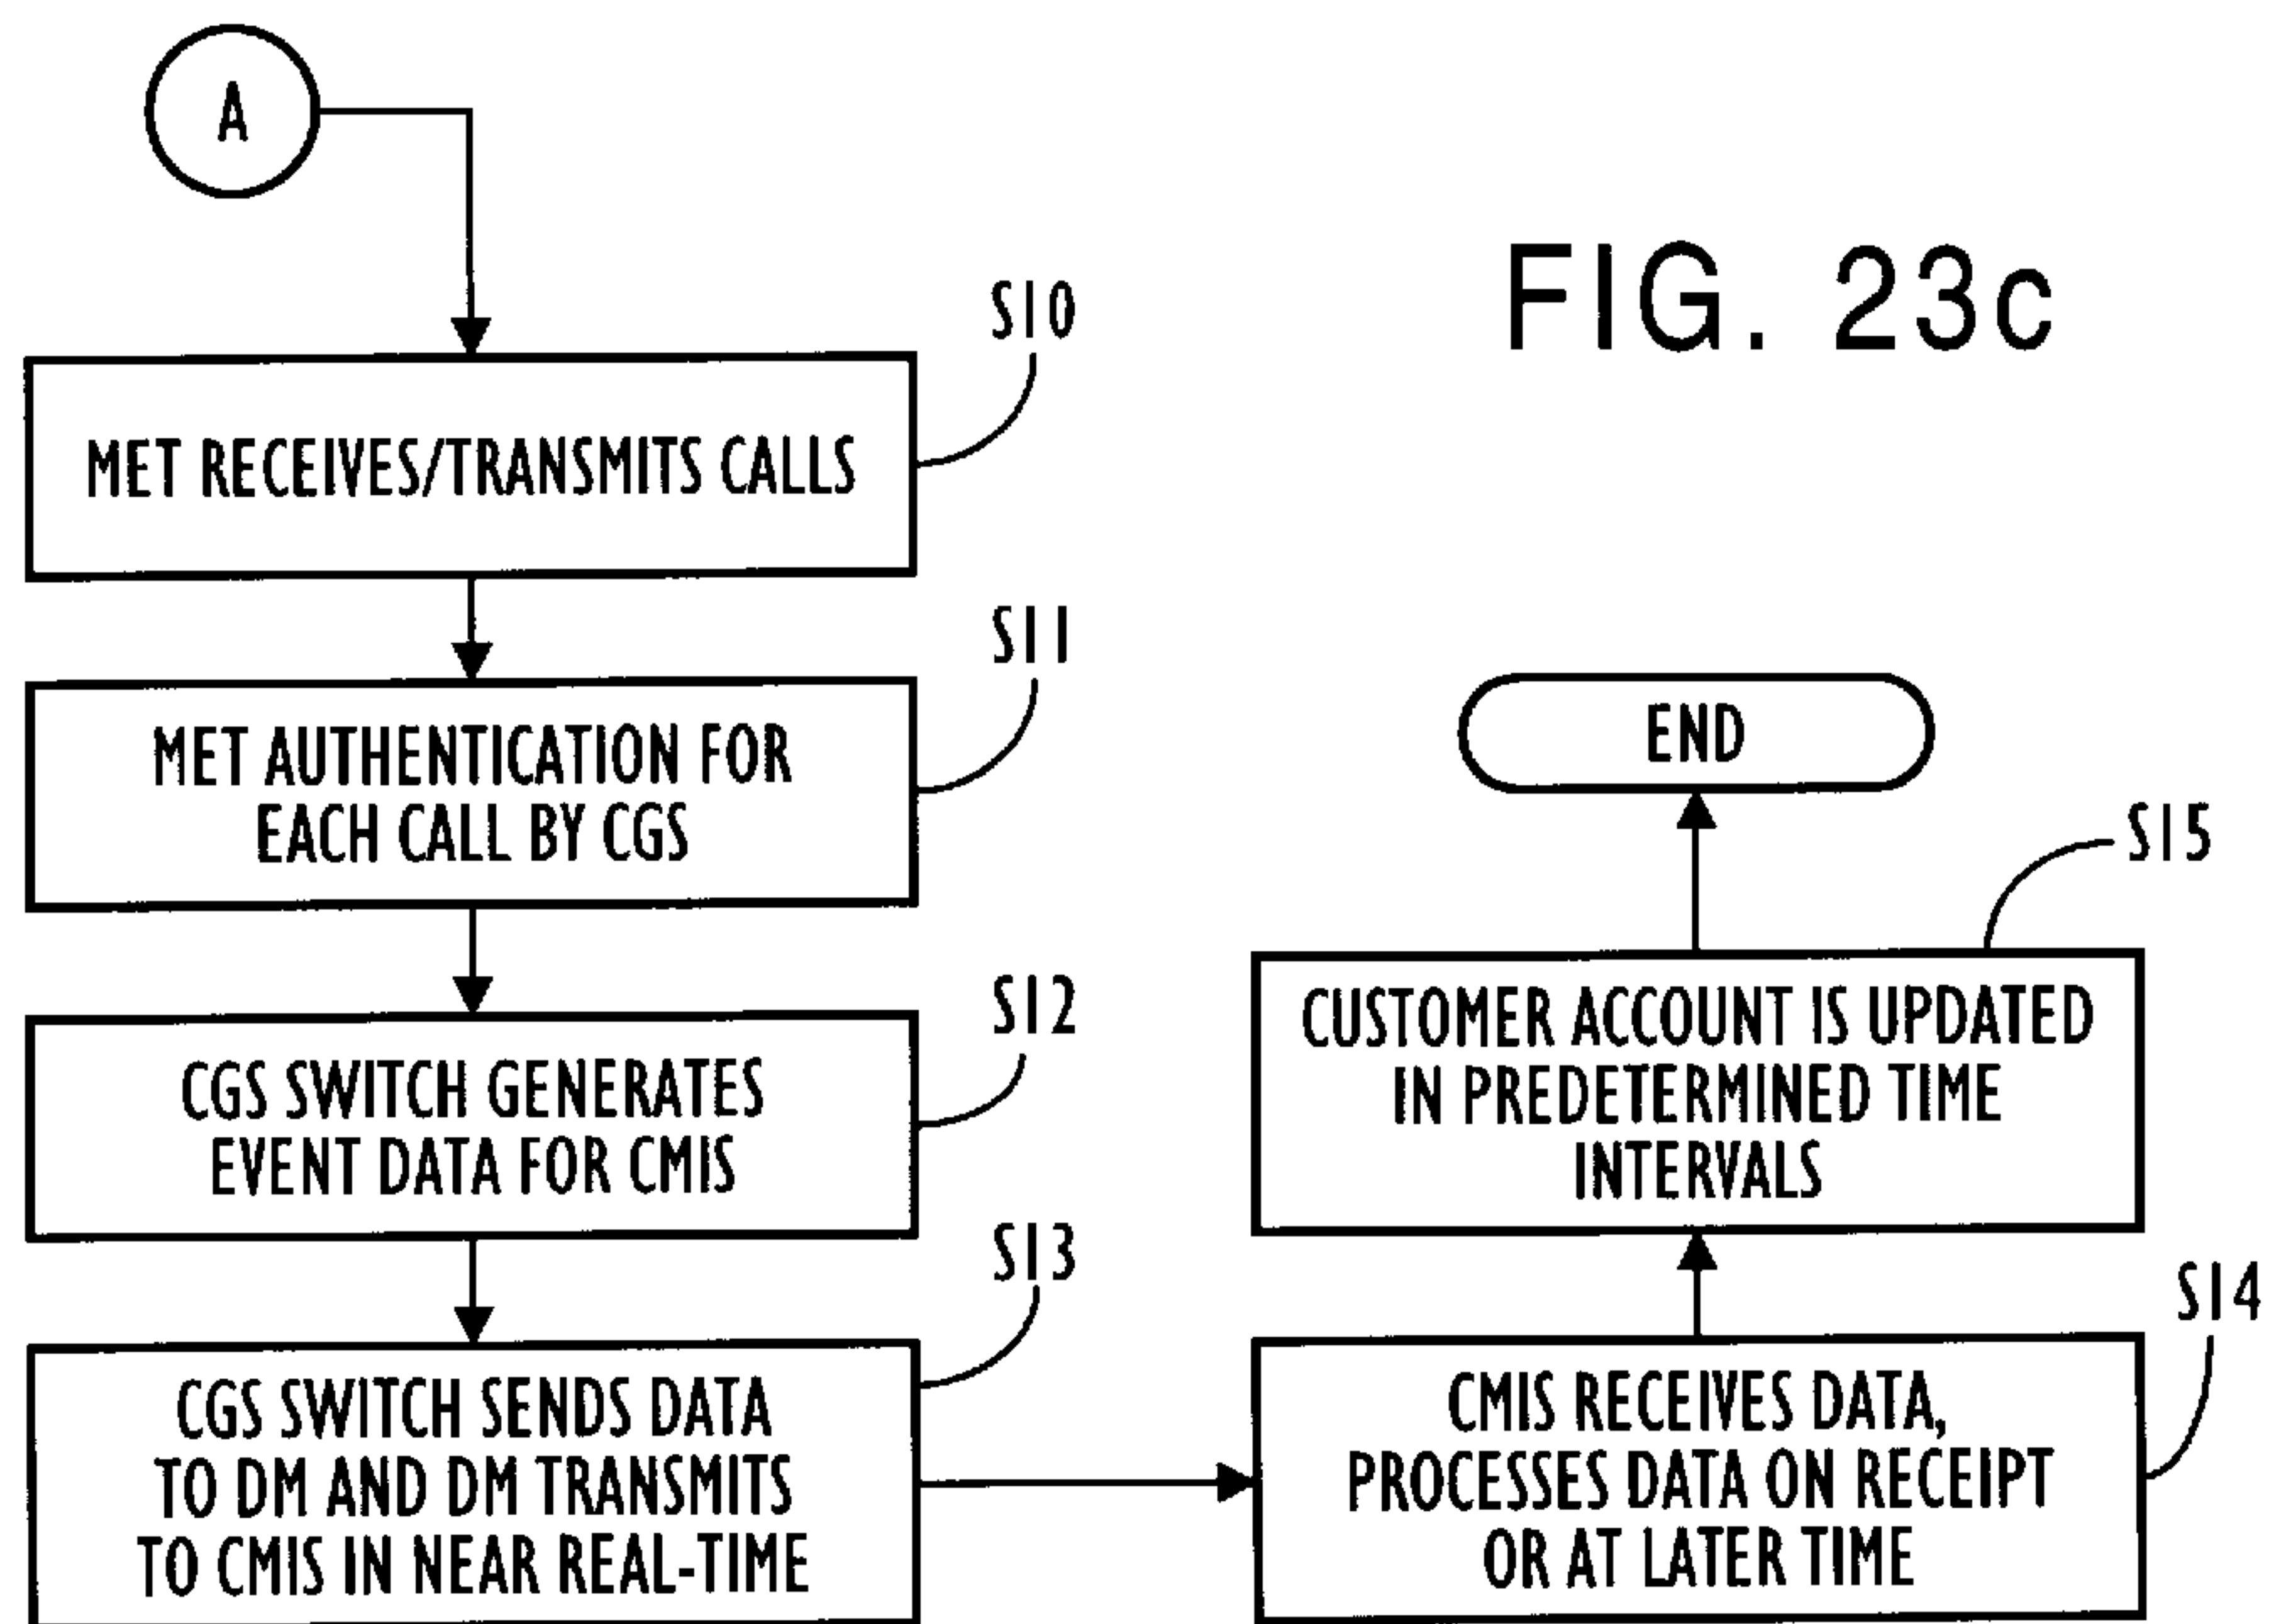 A
FIG. 23c
S10
MET RECEIVES/TRANSMITS CALLS
S11
MET AUTHENTICATION FOR
EACH CALL BY CGS
S12
CGS SWITCH GENERATES
EVENT DATA FOR CMIS
S13
CGS SWITCH SENDS DATA
TO DM AND DM TRANSMITS
TO CMIS IN NEAR REAL-TIME
S14
CMIS RECEIVES DATA,
PROCESSES DATA ON RECEIPT
OR AT LATER TIME
S15
CUSTOMER ACCOUNT IS UPDATED
IN PREDETERMINED TIME
INTERVALS
END